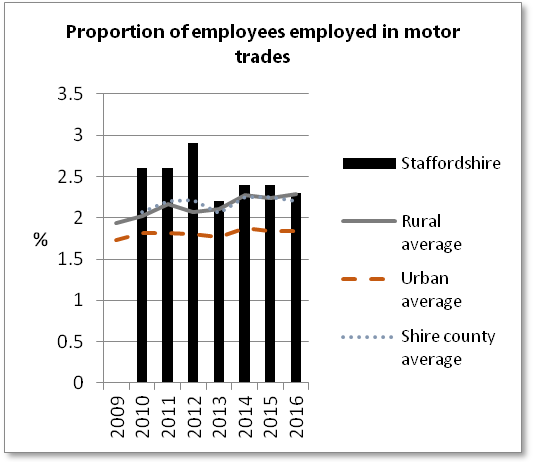 Proportion of employees employed in motor
trades
3.5
3
2.5
2
1.5
1
0.5
0
%
2009
2010
2011
2012
2013
2014
2015
2016
Staffordshire
Rural
average
Urban
average
Shire county
average